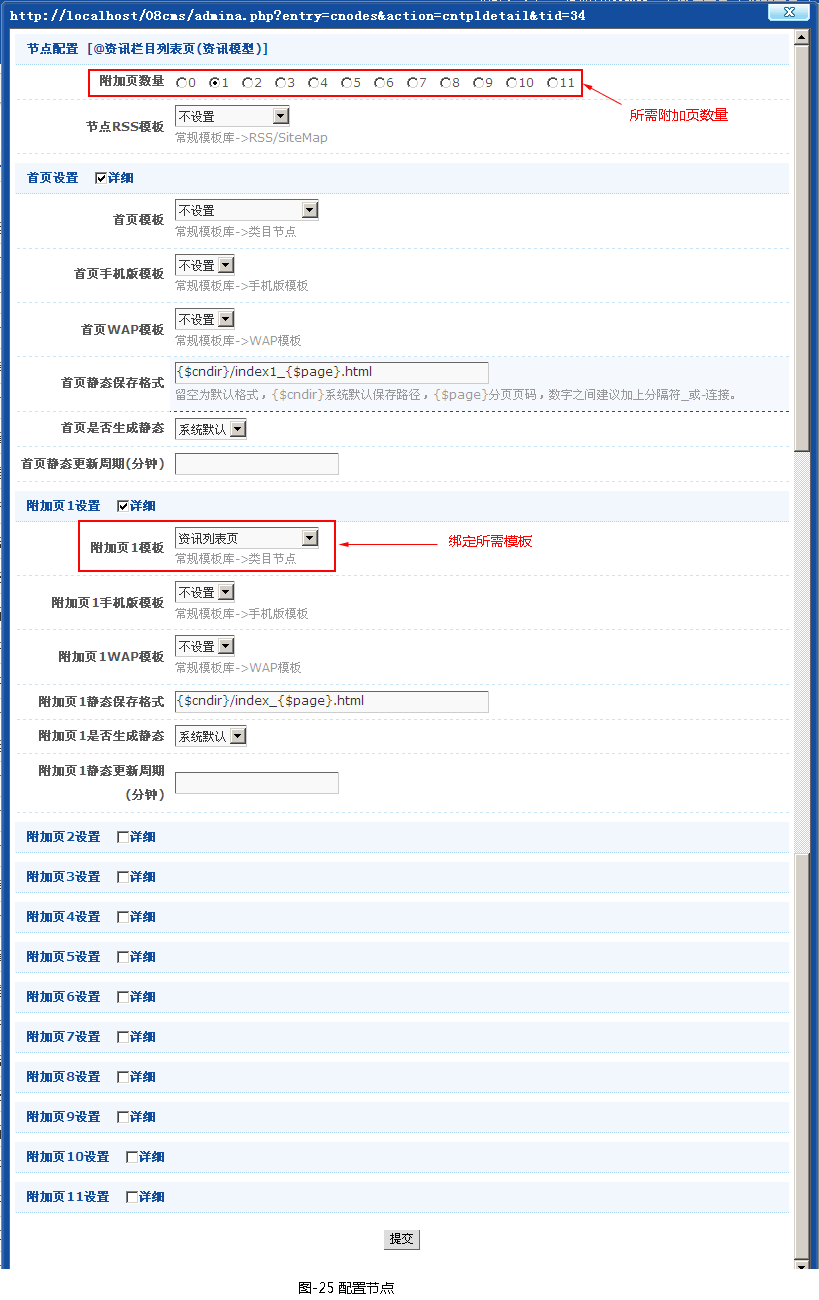 http://localhost/08cms/admina.php?entry=cnodes&action=cntpldetail&tid=34
节点配置 [@资讯栏目列表页(资讯模型)]
附加页数量 0 1 2 3 4 5 6 7 8 9 10 11
所需附加页数量
节点RSS模板 不设置
常规模板库->RSS/SiteMap
首页设置 详细
首页模板 不设置
常规模板库->类目节点
首页手机版模板 不设置
常规模板库->手机版模板
首页WAP模板 不设置
常规模板库->WAP模板
首页静态保存格式 {$cndir}/index1_{$page}.html
留空为默认格式，{$cndir}系统默认保存路径，{$page}分页页码，数字之间建议加上分隔符_或-连接。
首页是否生成静态 系统默认
首页静态更新周期(分钟)
附加页1设置 详细
附加页1模板 资讯列表页
绑定所需模板
常规模板库->类目节点
附加页1手机版模板 不设置
常规模板库->手机版模板
附加页1WAP模板 不设置
常规模板库->WAP模板
附加页1静态保存格式 {$cndir}/index_{$page}.html
附加页1是否生成静态 系统默认
附加页1静态更新周期
(分钟)
附加页2设置 详细
附加页3设置 详细
附加页4设置 详细
附加页5设置 详细
附加页6设置 详细
附加页7设置 详细
附加页8设置 详细
附加页9设置 详细
附加页10设置 详细
附加页11设置 详细
提交
图-25 配置节点